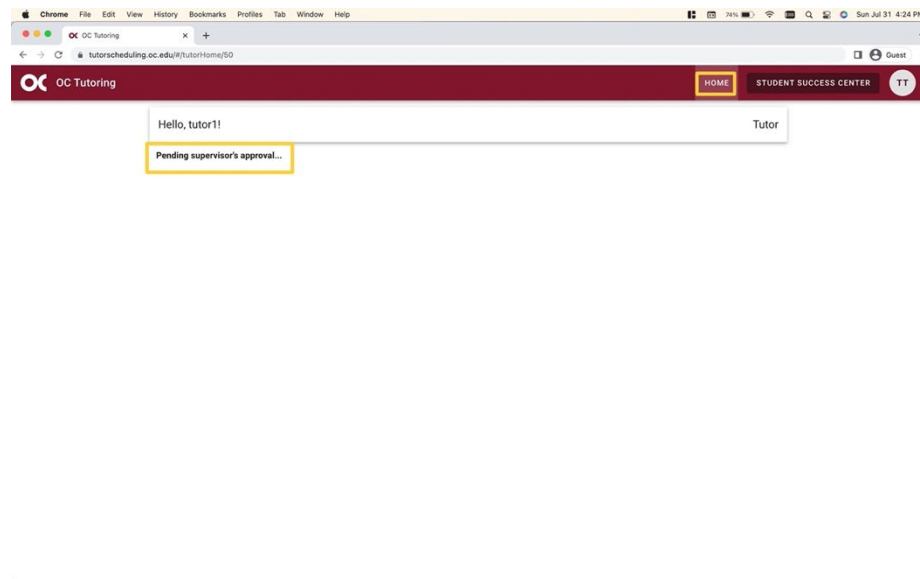 Chrome File Edit View History Bookmarks Profiles Tab Window Help 74% Sun Jul 31 4:24 PM
OC Tutoring
tutorscheduling.oc.edu/#/tutorHome/50 Guest
OC Tutoring HOME STUDENT SUCCESS CENTER TT
Hello, tutor1! Tutor
Pending supervisor's approval...